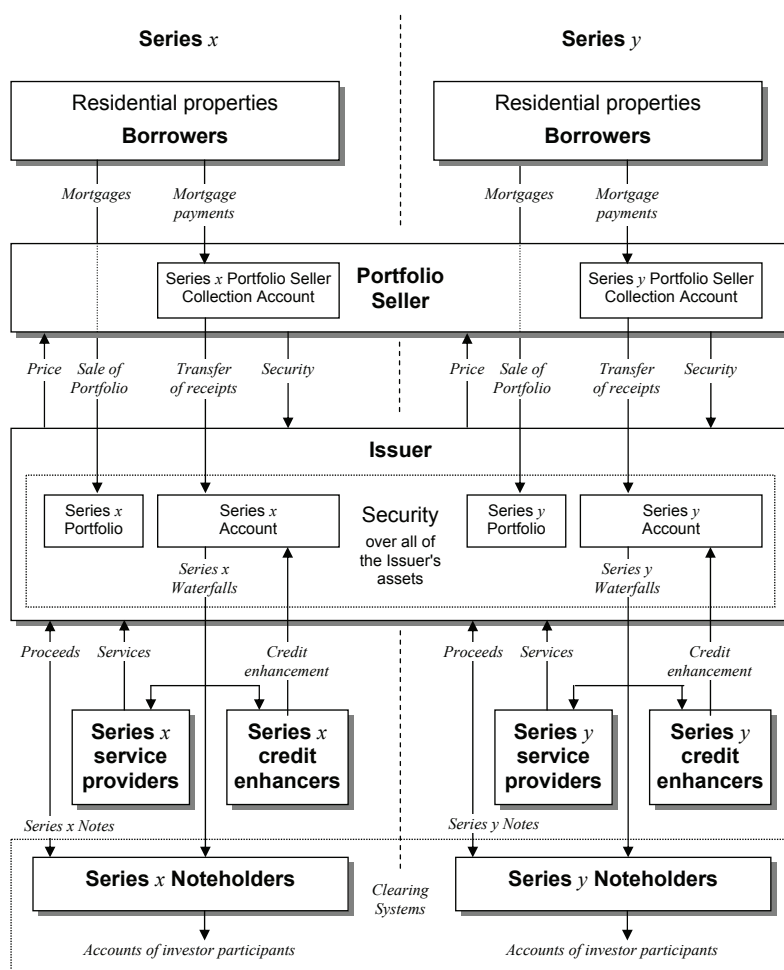 Series x
Series y
Residential properties
Borrowers
Residential properties
Borrowers
Mortgages
Mortgage
payments
Mortgages
Mortgage
payments
Series x Portfolio Seller
Collection Account
Portfolio
Seller
Series y Portfolio Seller
Collection Account
Price
Sale of
Portfolio
Transfer
of receipts
Security
Price
Sale of
Portfolio
Transfer
of receipts
Security
Issuer
Series x
Portfolio
Series x
Account
Security
over all of
the Issuer's
assets
Series y
Portfolio
Series y
Account
Series x
Waterfalls
Series y
Waterfalls
Proceeds
Services
Credit
enhancement
Proceeds
Services
Credit
enhancement
Series x
service
providers
Series x
credit
enhancers
Series y
service
providers
Series y
credit
enhancers
Series x Notes
Series y Notes
Series x Noteholders
Clearing
Systems
Series y Noteholders
Accounts of investor participants
Accounts of investor participants